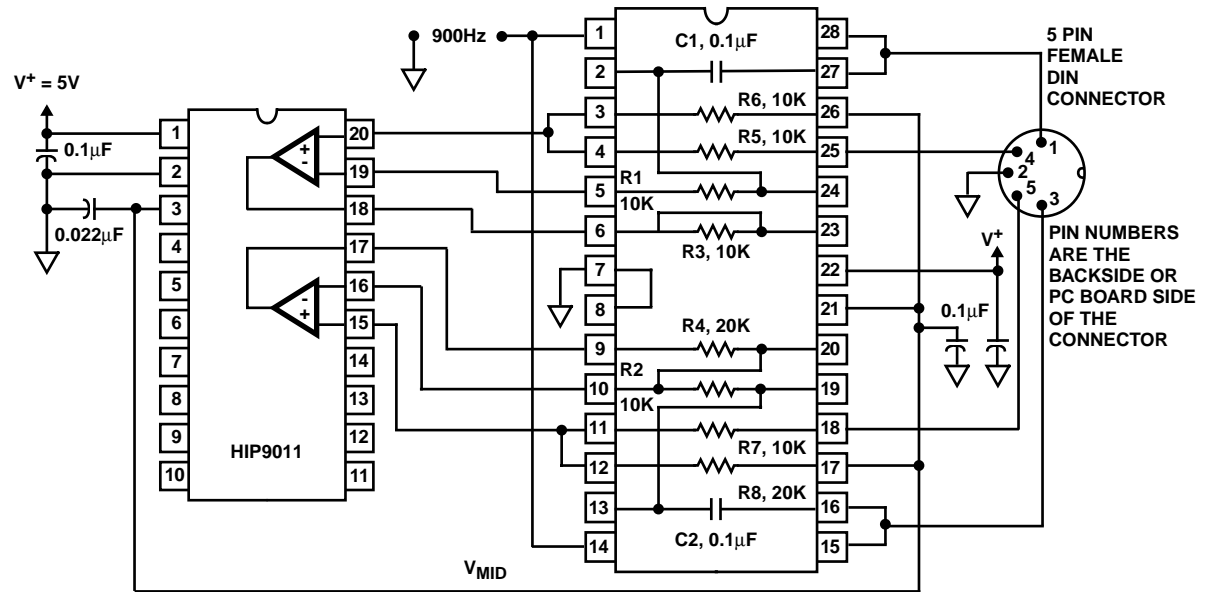 900Hz
V+ = 5V
0.1μF
0.022μF
1
2
3
4
5
6
7
8
9
10
20
19
18
17
16
15
14
13
12
11
+
-
-
+
HIP9011
VMID
1
2
3
4
5
6
7
8
9
10
11
12
13
14
28
27
26
25
24
23
22
21
20
19
18
17
16
15
C1, 0.1μF
R6, 10K
R5, 10K
R1
10K
R3, 10K
R4, 20K
R2
10K
R7, 10K
R8, 20K
C2, 0.1μF
V+
0.1μF
5 PIN
FEMALE
DIN
CONNECTOR
1
4
2
5
3
PIN NUMBERS
ARE THE
BACKSIDE OR
PC BOARD SIDE
OF THE
CONNECTOR